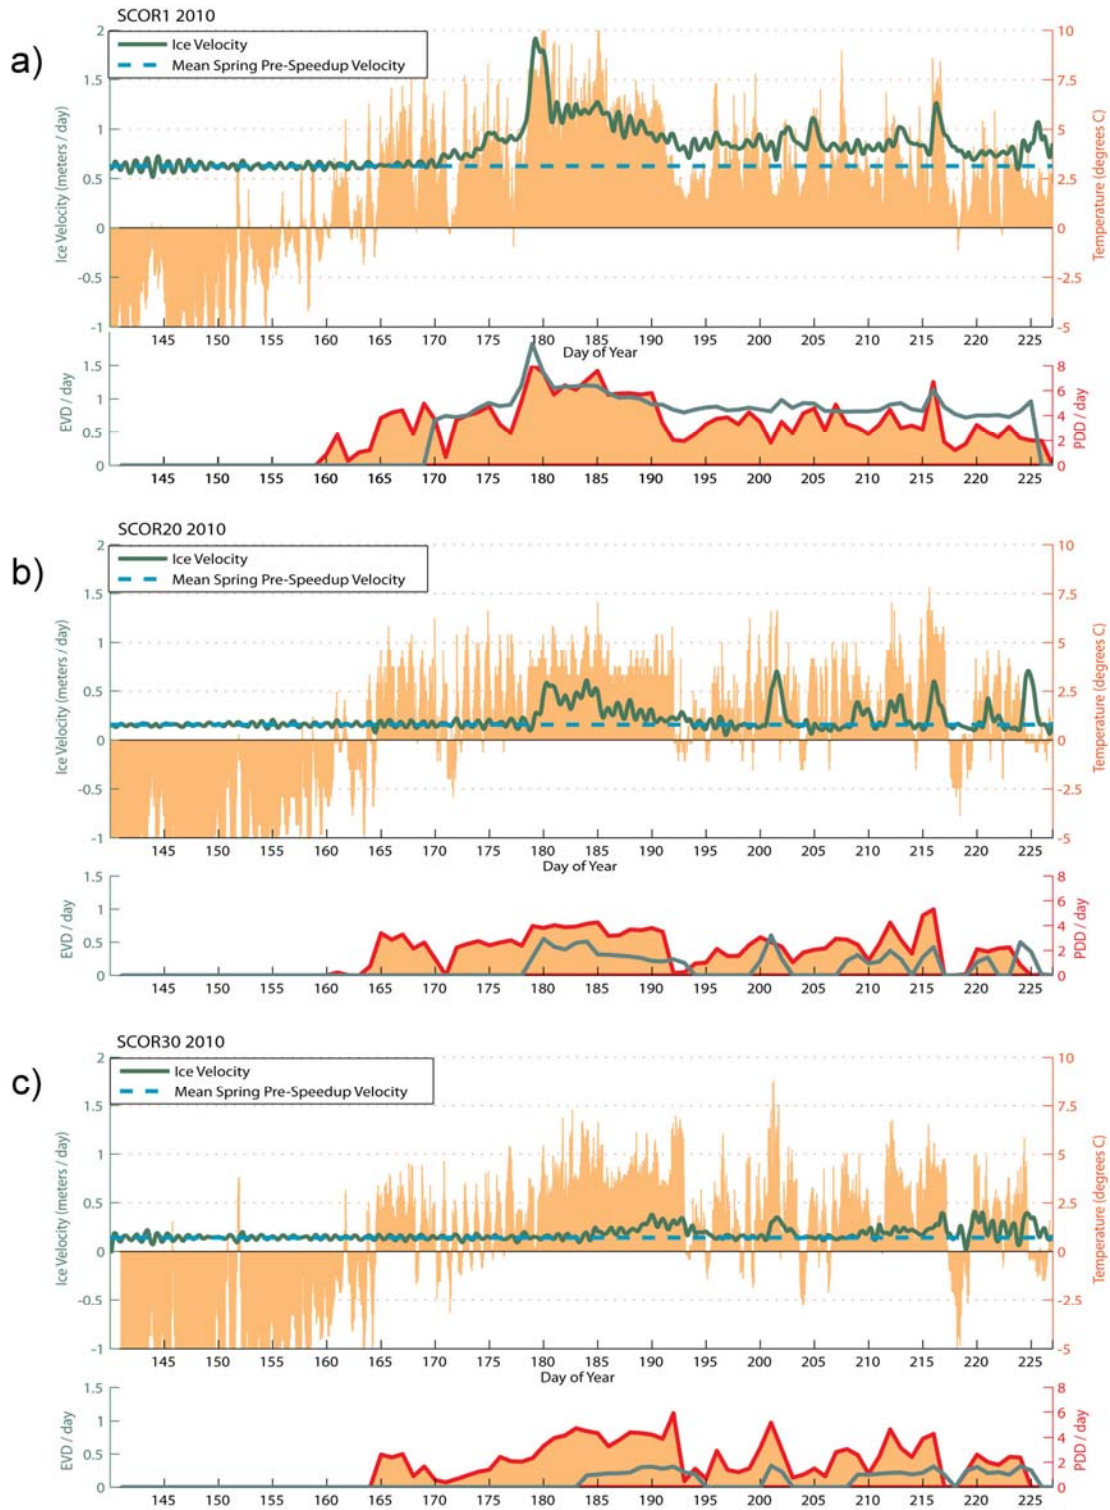 SCOR1 2010
a)
Ice Velocity
Mean Spring Pre-Speedup Velocity
Ice Velocity (meters / day)
2
1.5
1
0.5
0
-0.5
-1
Temperature (degrees C)
10
7.5
5
2.5
0
-2.5
-5
145 150 155 160 165 170 175 180 185 190 195 200 205 210 215 220 225
Day of Year
EVD / day
1.5
1
0.5
0
PDD / day
8
6
4
2
0
145 150 155 160 165 170 175 180 185 190 195 200 205 210 215 220 225
SCOR20 2010
b)
Ice Velocity
Mean Spring Pre-Speedup Velocity
Ice Velocity (meters / day)
2
1.5
1
0.5
0
-0.5
-1
Temperature (degrees C)
10
7.5
5
2.5
0
-2.5
-5
145 150 155 160 165 170 175 180 185 190 195 200 205 210 215 220 225
Day of Year
EVD / day
1.5
1
0.5
0
PDD / day
8
6
4
2
0
145 150 155 160 165 170 175 180 185 190 195 200 205 210 215 220 225
SCOR30 2010
c)
Ice Velocity
Mean Spring Pre-Speedup Velocity
Ice Velocity (meters / day)
2
1.5
1
0.5
0
-0.5
-1
Temperature (degrees C)
10
7.5
5
2.5
0
-2.5
-5
145 150 155 160 165 170 175 180 185 190 195 200 205 210 215 220 225
Day of Year
EVD / day
1.5
1
0.5
0
PDD / day
8
6
4
2
0
145 150 155 160 165 170 175 180 185 190 195 200 205 210 215 220 225